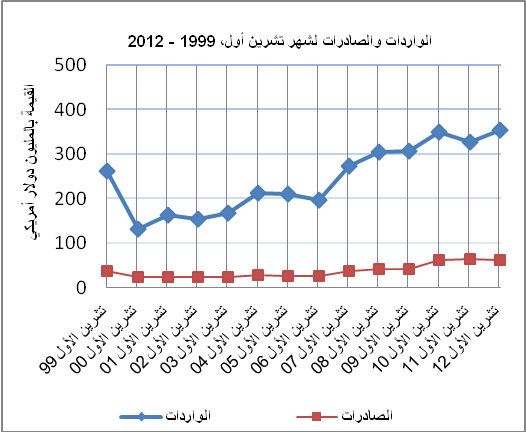 الواردات والصادرات لشهر تشرين أول، 1999 - 2012
القيمة بالمليون دولار أمريكي
500
400
300
200
100
0
تشرين الأول 99
تشرين الأول 00
تشرين الأول 01
تشرين الأول 02
تشرين الأول 03
تشرين الأول 04
تشرين الأول 05
تشرين الأول 06
تشرين الأول 07
تشرين الأول 08
تشرين الأول 09
تشرين الأول 10
تشرين الأول 11
تشرين الأول 12
الواردات
الصادرات